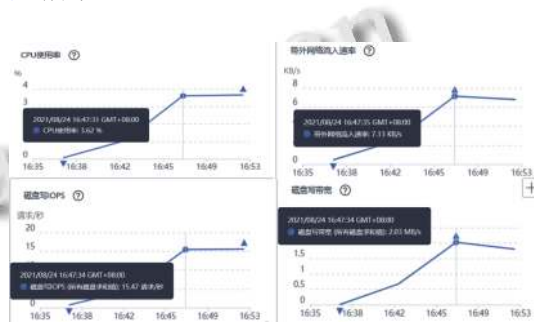 CPU使用率
%
4
3
2021/08/24 16:47:33 GMT+08:00
CPU使用率: 3.62 %
0
16:35 16:38 16:42 16:45 16:49 16:53
带外网络流入速率
KB/s
8
6
2021/08/24 16:47:35 GMT+08:00
带外网络流入速率: 7.11 KB/s
0
16:35 16:38 16:42 16:45 16:49 16:53
磁盘写IOPS
请求/秒
20
15
2021/08/24 16:47:34 GMT+08:00
磁盘写IOPS (所有磁盘求和值): 15.47 请求/秒
0
16:35 16:38 16:42 16:45 16:49 16:53
磁盘写带宽
2021/08/24 16:47:34 GMT+08:00
磁盘写带宽 (所有磁盘求和值): 2.03 MB/s
1.5
1
0.5
0
16:35 16:38 16:42 16:45 16:49 16:53